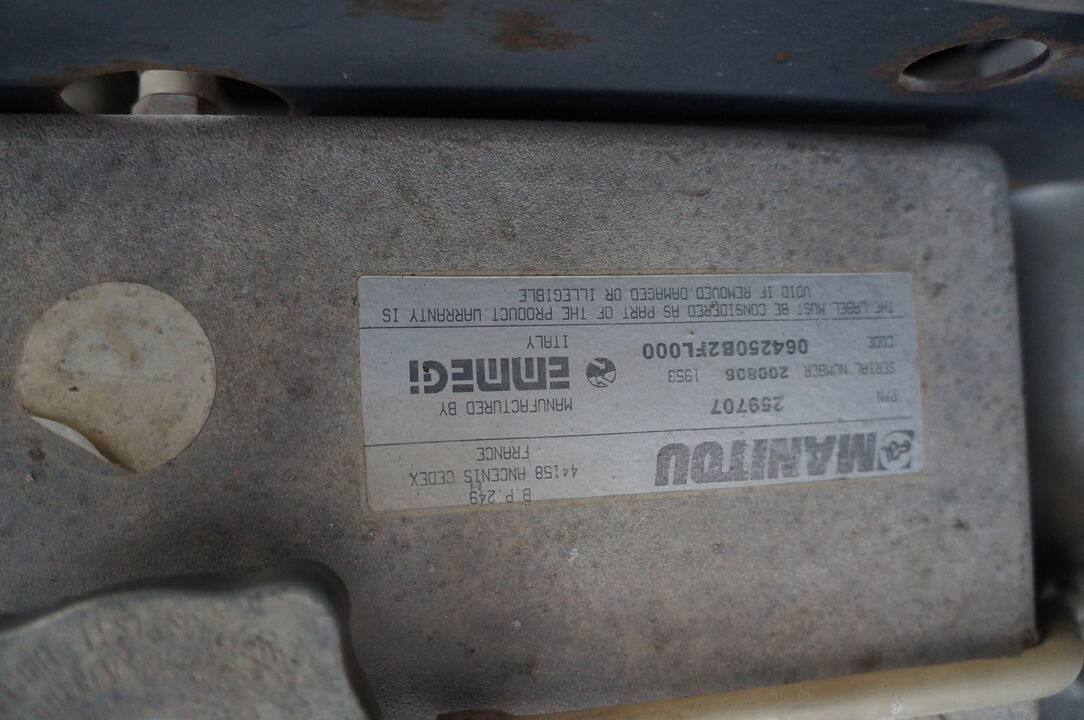 MANITOU
B.P.249
44158 ANCENIS CEDEX
FRANCE
P/N 259707
SERIAL NUMBER 200806 1953
CODE 064250B2FL000
MANUFACTURED BY
EMMEGI
ITALY
THE LABEL MUST BE CONSIDERED AS PART OF THE PRODUCT.WARRANTY IS
VOID IF REMOVED.DAMAGED OR ILLEGIBLE